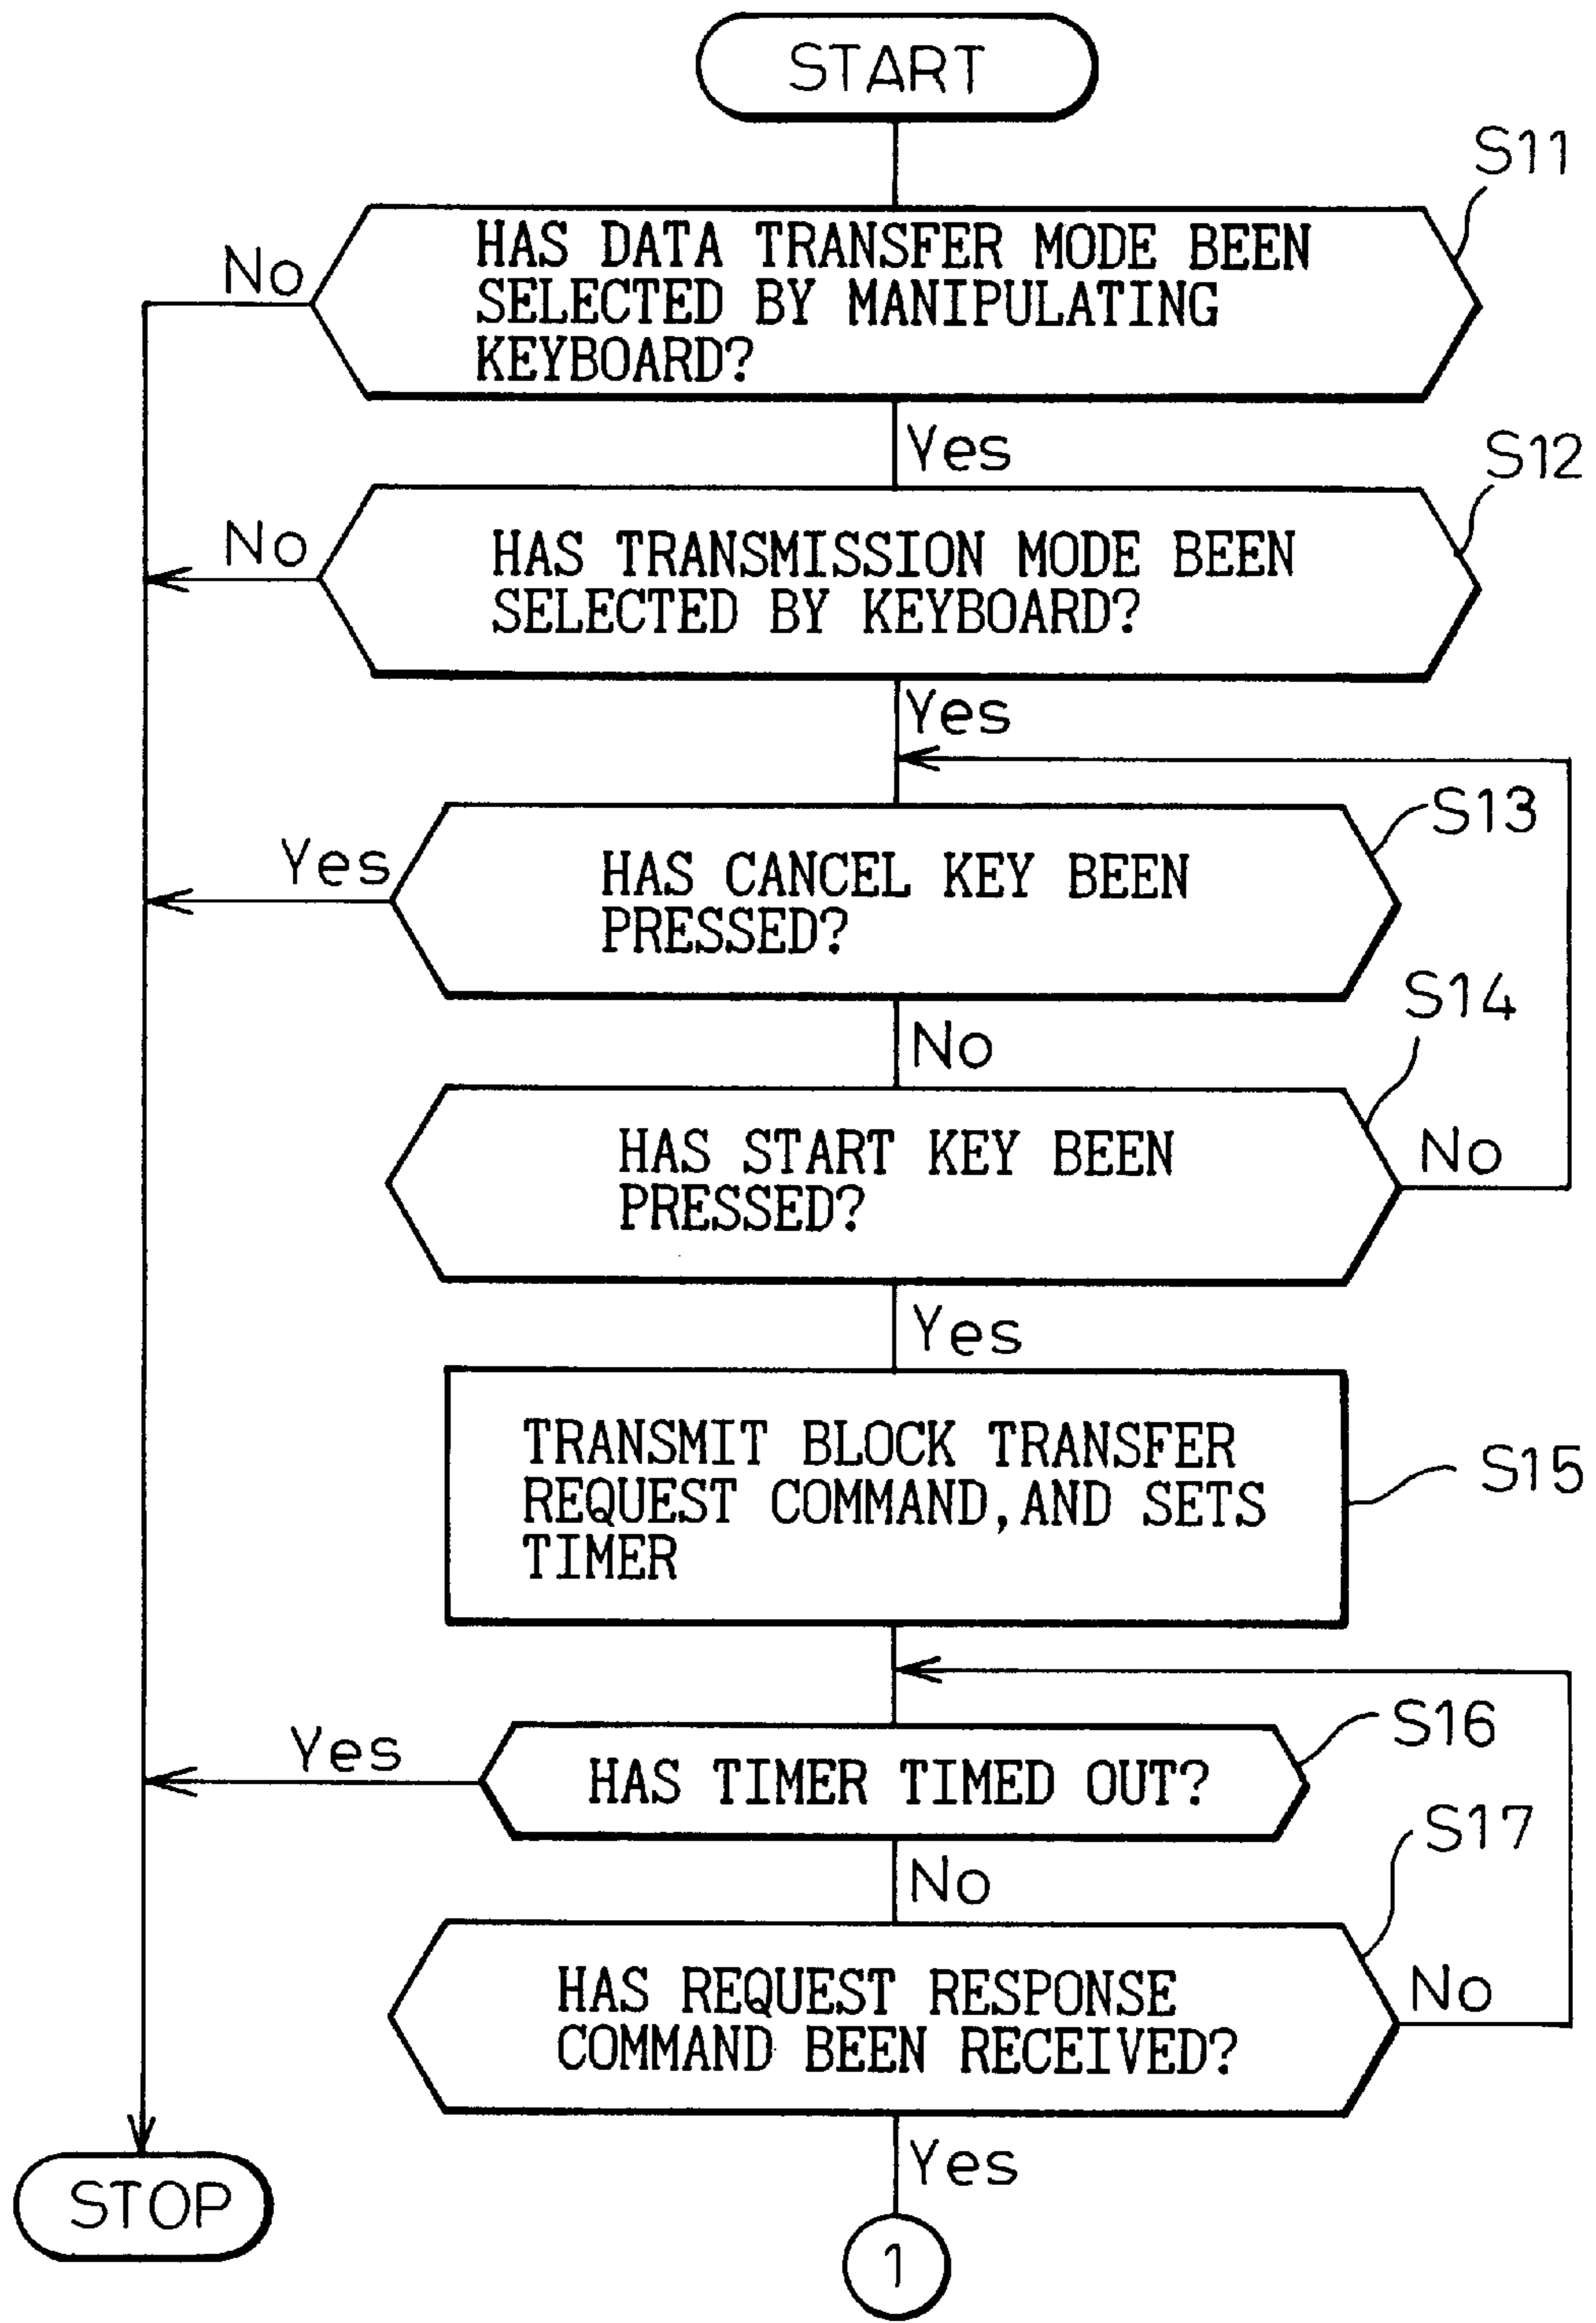 START
S11
HAS DATA TRANSFER MODE BEEN
SELECTED BY MANIPULATING
KEYBOARD?
No
Yes
S12
HAS TRANSMISSION MODE BEEN
SELECTED BY KEYBOARD?
No
Yes
S13
HAS CANCEL KEY BEEN
PRESSED?
Yes
No
S14
HAS START KEY BEEN
PRESSED?
No
Yes
TRANSMIT BLOCK TRANSFER
REQUEST COMMAND, AND SETS
TIMER
S15
S16
HAS TIMER TIMED OUT?
Yes
No
S17
HAS REQUEST RESPONSE
COMMAND BEEN RECEIVED?
No
Yes
STOP
1